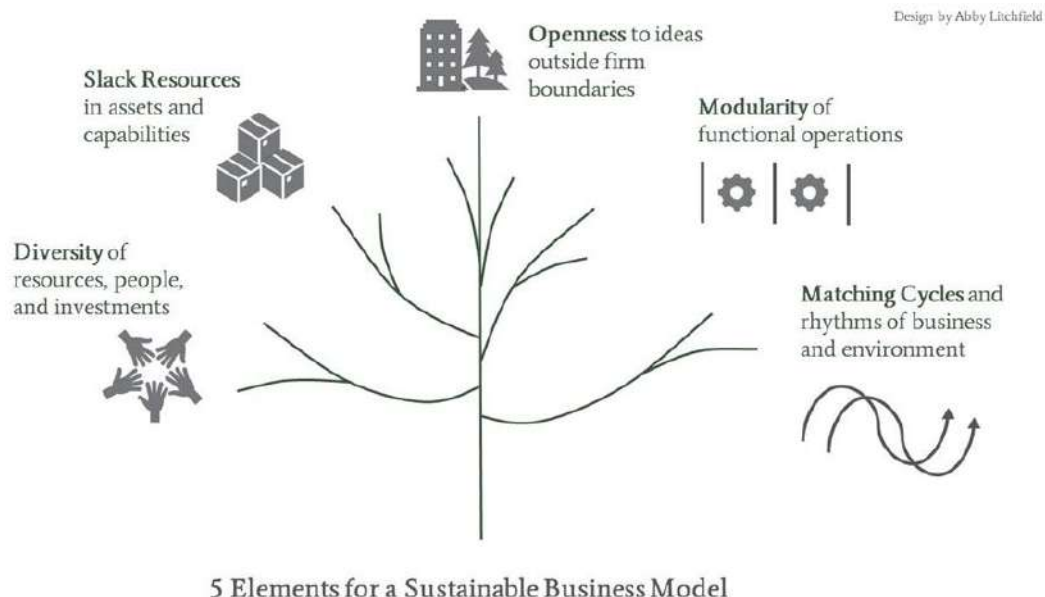 Design by Abby Litchfield
Openness to ideas
outside firm
boundaries
Slack Resources
in assets and
capabilities
Modularity of
functional operations
Diversity of
resources, people,
and investments
Matching Cycles and
rhythms of business
and environment
5 Elements for a Sustainable Business Model